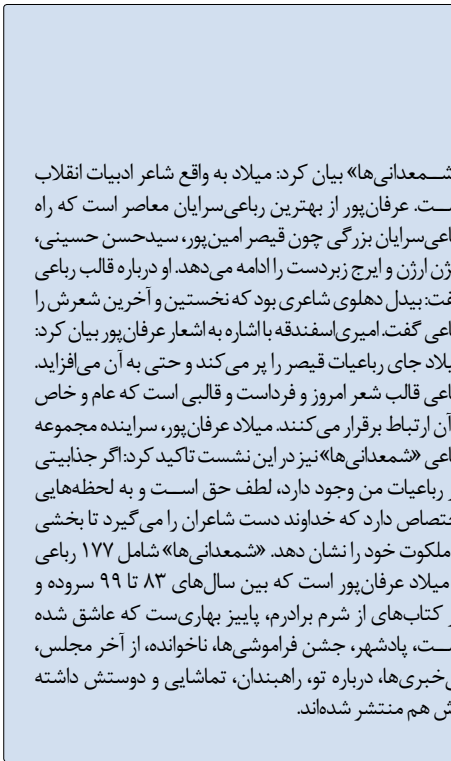 شمعدانی‌ها» بیان کرد: میلاد به واقع شاعر ادبیات انقلاب
ست. عرفان‌پور از بهترین رباعی‌سرایان معاصر است که راه
اعی‌سرایان بزرگی چون قیصر امین‌پور، سیدحسن حسینی،
ژن ارژن و ایرج زبردست را ادامه می‌دهد. او درباره قالب رباعی
فت: بیدل دهلوی شاعری بود که نخستین و آخرین شعرش را
اعی گفت. امیری‌اسفندقه با اشاره به اشعار عرفان‌پور بیان کرد:
یلاد جای رباعیات قیصر را پر می‌کند و حتی به آن می‌افزاید.
اعی قالب شعر امروز و فرداست و قالبی است که عام و خاص
آن ارتباط برقرار می‌کنند. میلاد عرفان‌پور، سراینده مجموعه
اعی «شمعدانی‌ها» نیز در این نشست تاکید کرد: اگر جذابیتی
ر رباعیات من وجود دارد، لطف حق است و به لحظه‌هایی
ختصاص دارد که خداوند دست شاعران را می‌گیرد تا بخشی
ملکوت خود را نشان دهد. «شمعدانی‌ها» شامل ۱۷۷ رباعی
میلاد عرفان‌پور است که بین سال‌های ۸۳ تا ۹۹ سروده و
ر کتاب‌های از شرم برادرم، پاییز بهاری‌ست که عاشق شده
ست، پادشهر، جشن فراموشی‌ها، ناخوانده، از آخر مجلس،
ی‌خبری‌ها، درباره تو، راهبندان، تماشایی و دوستش داشته
ش هم منتشر شده‌اند.